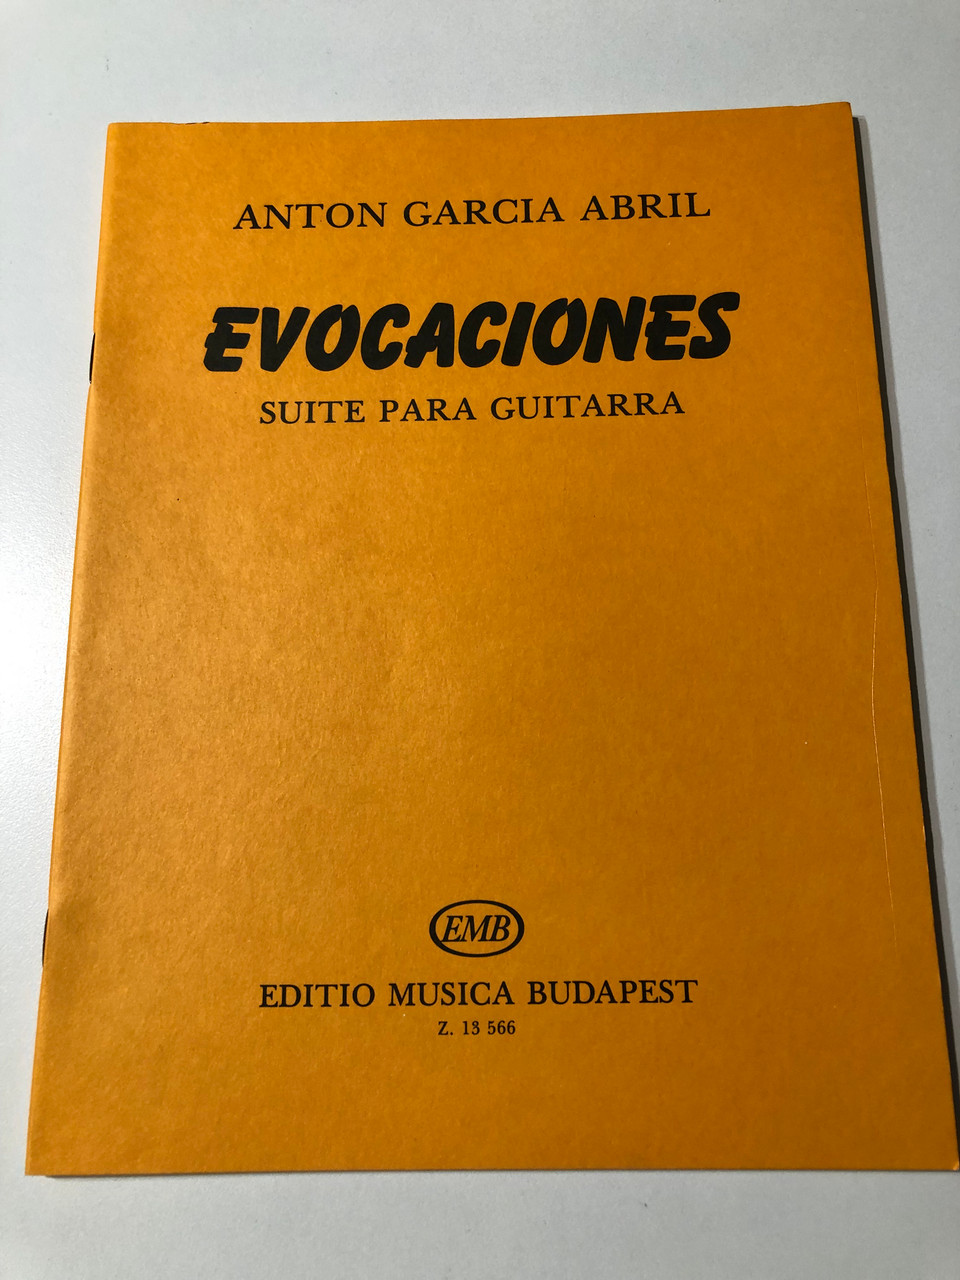 ANTON GARCIA ABRIL
EVOCACIONES
SUITE PARA GUITARRA
EMB
EDITIO MUSICA BUDAPEST
Z. 13 566